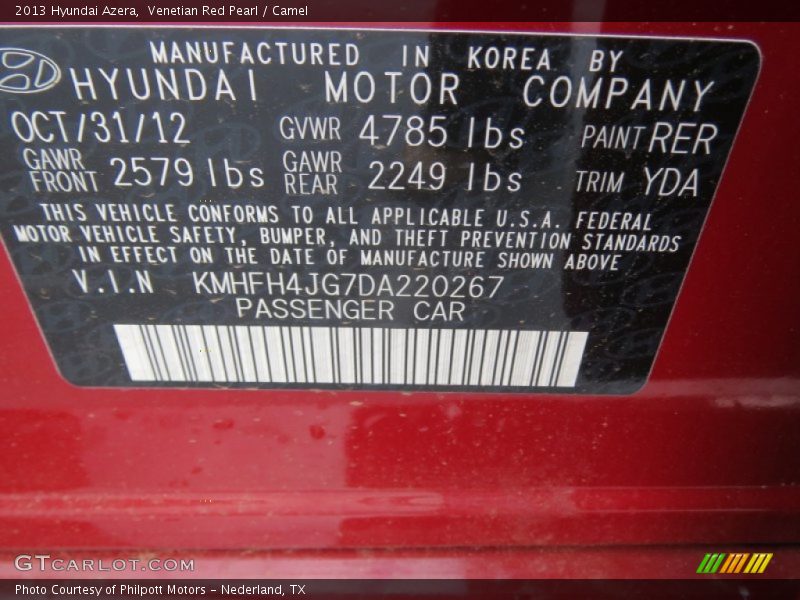 2013 Hyundai Azera, Venetian Red Pearl / Camel
MANUFACTURED IN KOREA BY
HYUNDAI MOTOR COMPANY
OCT/31/12 GVWR 4785 lbs PAINT RER
GAWR FRONT 2579 lbs GAWR REAR 2249 lbs TRIM YDA
THIS VEHICLE CONFORMS TO ALL APPLICABLE U.S.A. FEDERAL
MOTOR VEHICLE SAFETY, BUMPER, AND THEFT PREVENTION STANDARDS
IN EFFECT ON THE DATE OF MANUFACTURE SHOWN ABOVE
V.I.N KMHFH4JG7DA220267
PASSENGER CAR
GTCARLOT.COM
Photo Courtesy of Philpott Motors - Nederland, TX